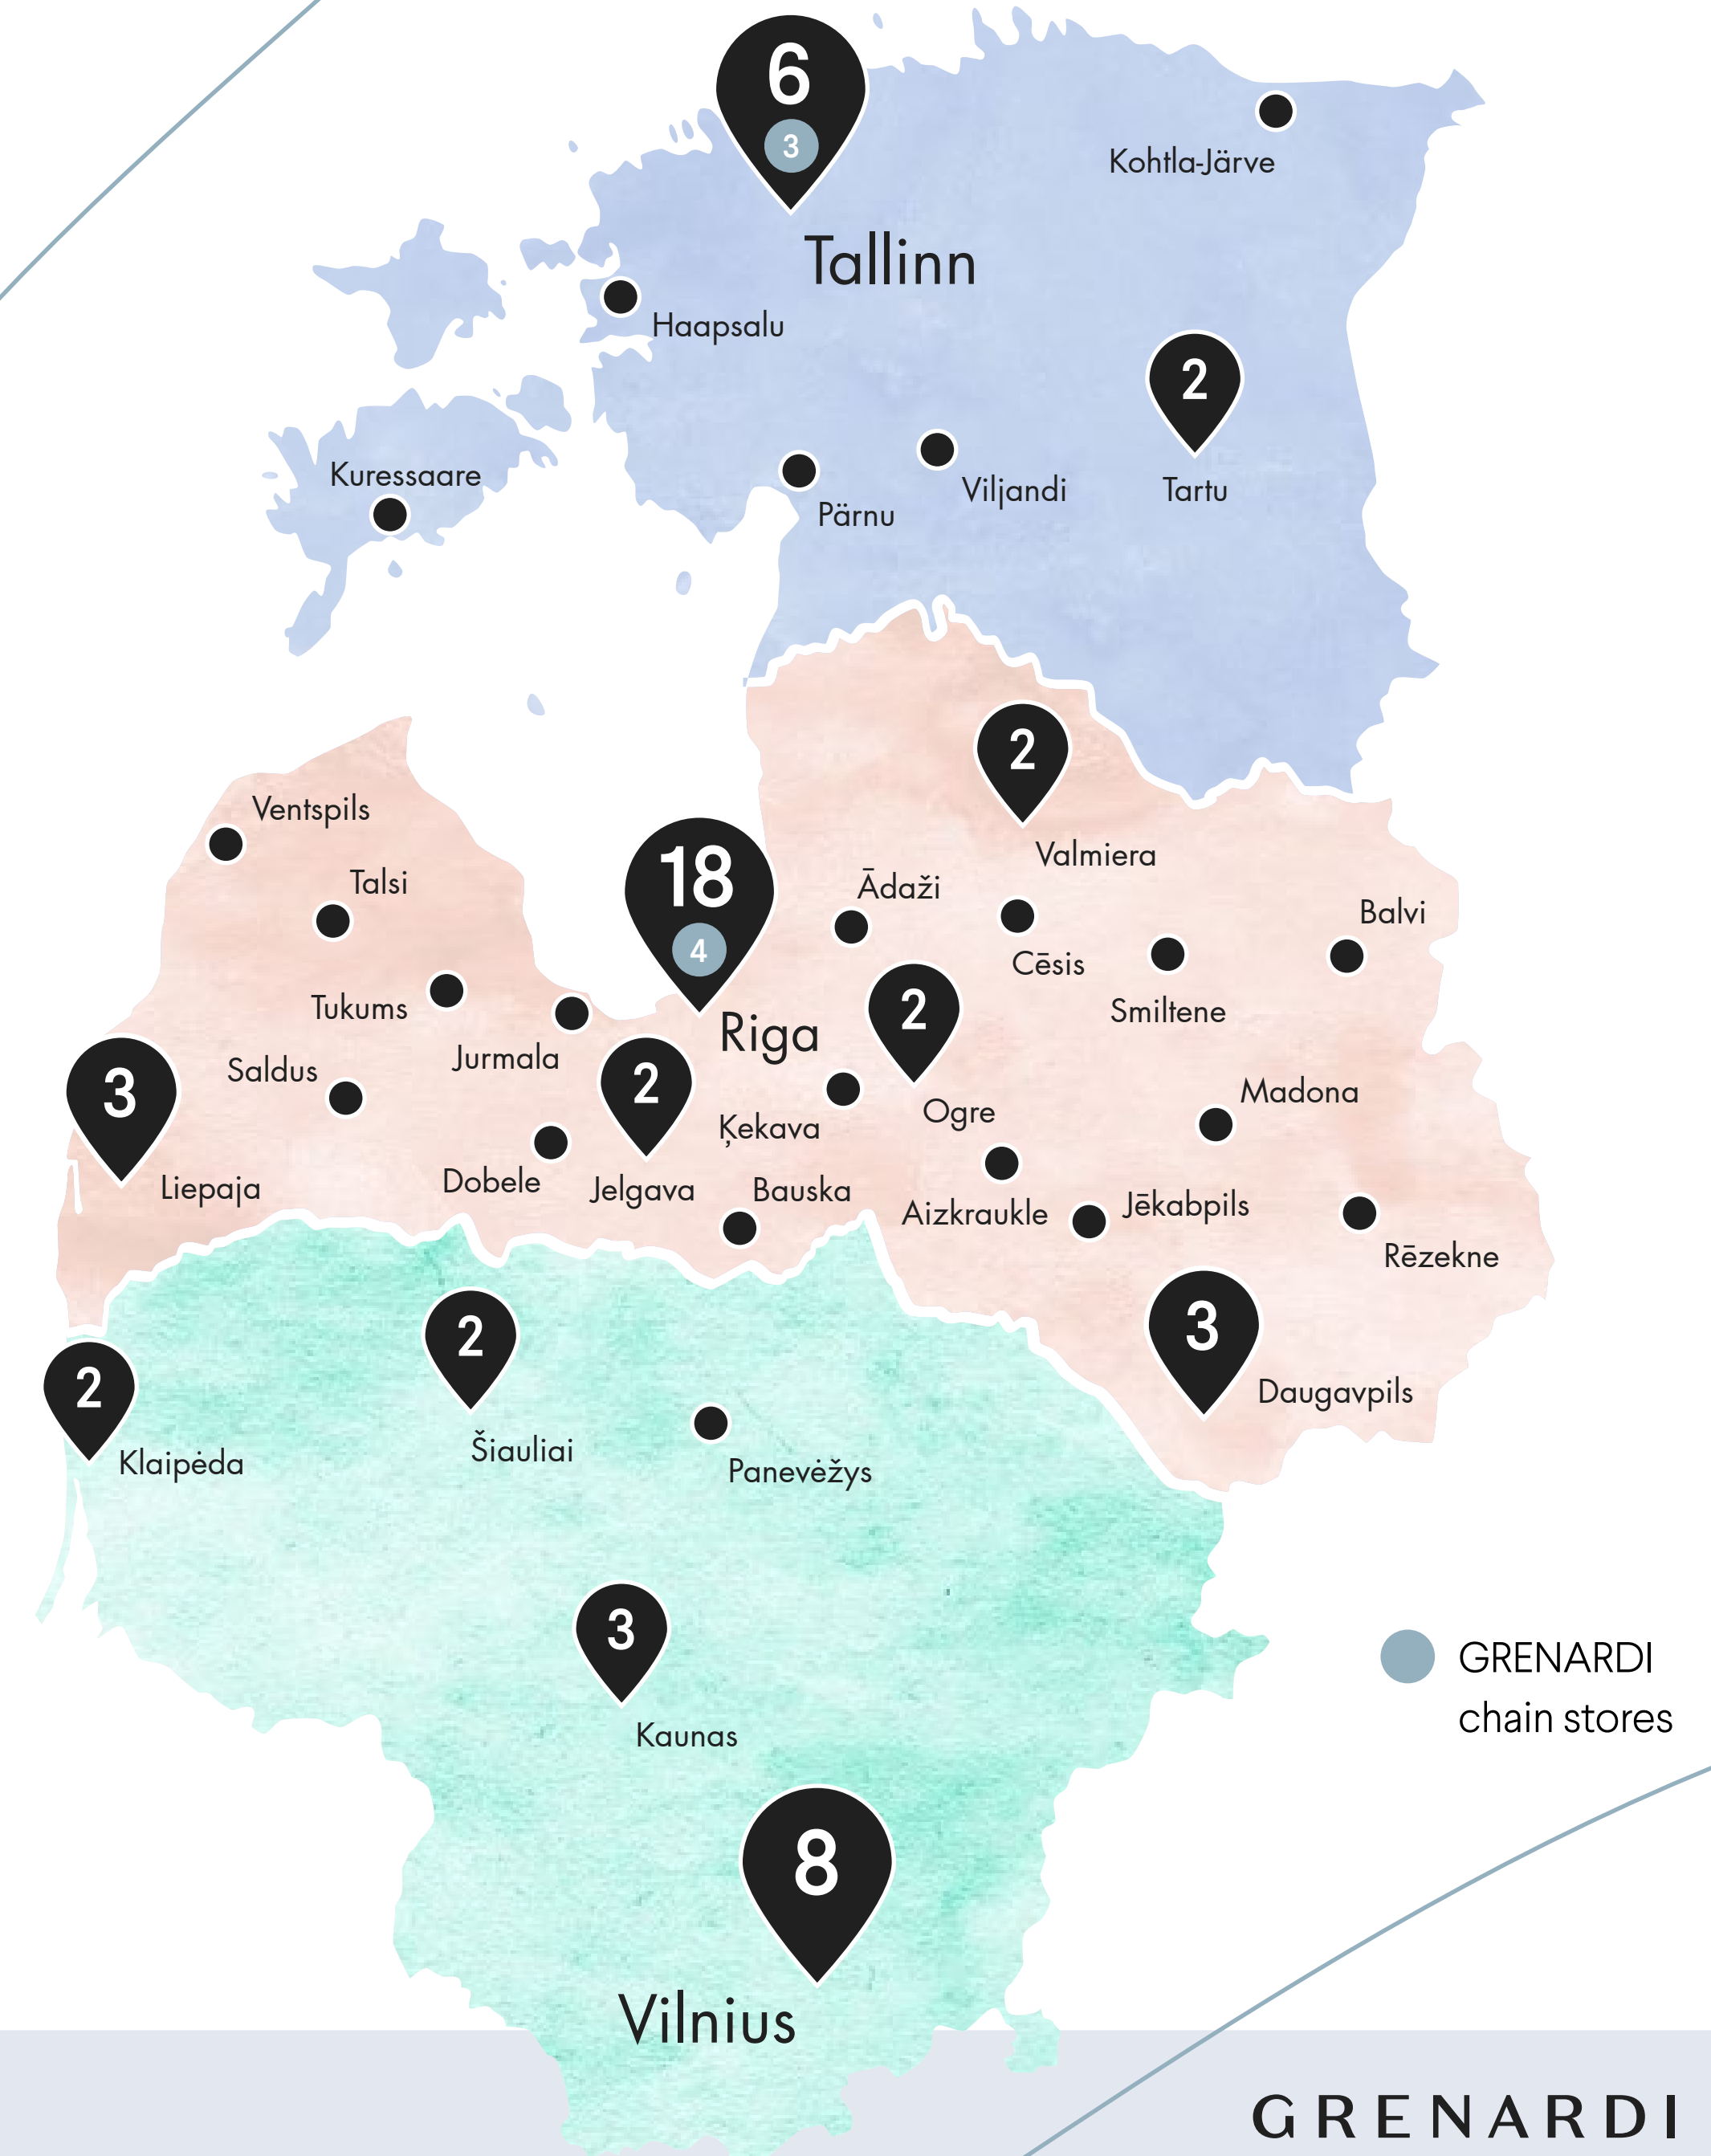 6
3
Kohtla-Järve
Tallinn
Haapsalu
2
Kuressaare
Viljandi
Tartu
Pärnu
2
Ventspils
Valmiera
18
Talsi
Ādaži
Balvi
4
Cēsis
Tukums
2
Smiltene
Riga
Jurmala
Saldus
3
2
Madona
Ķekava
Ogre
Liepaja
Dobele
Jelgava
Bauska
Aizkraukle
Jēkabpils
Rēzekne
2
3
2
Daugavpils
Klaipėda
Šiauliai
Panevėžys
3
GRENARDI
chain stores
Kaunas
8
Vilnius
GRENARDI